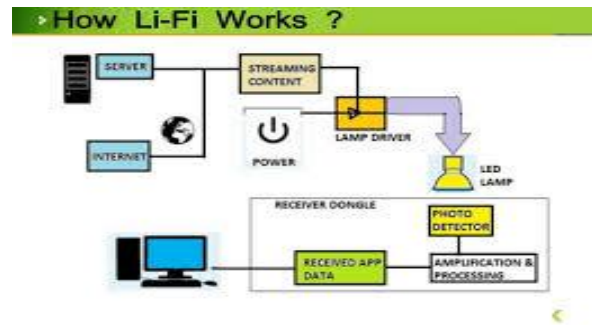 How Li-Fi Works ?
SERVER
STREAMING
CONTENT
INTERNET
POWER
LAMP DRIVER
LED
LAMP
RECEIVER DONGLE
PHOTO
DETECTOR
RECEIVED APP
DATA
AMPLIFICATION &
PROCESSING